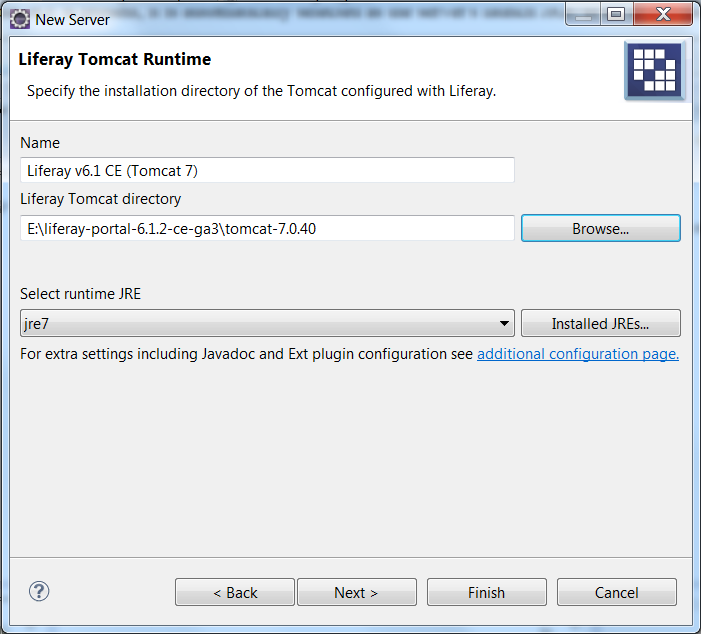 New Server
Liferay Tomcat Runtime
Specify the installation directory of the Tomcat configured with Liferay.
Name
Liferay v6.1 CE (Tomcat 7)
Liferay Tomcat directory
E:\liferay-portal-6.1.2-ce-ga3\tomcat-7.0.40
Browse...
Select runtime JRE
jre7
Installed JREs...
For extra settings including Javadoc and Ext plugin configuration see additional configuration page.
?
< Back
Next >
Finish
Cancel